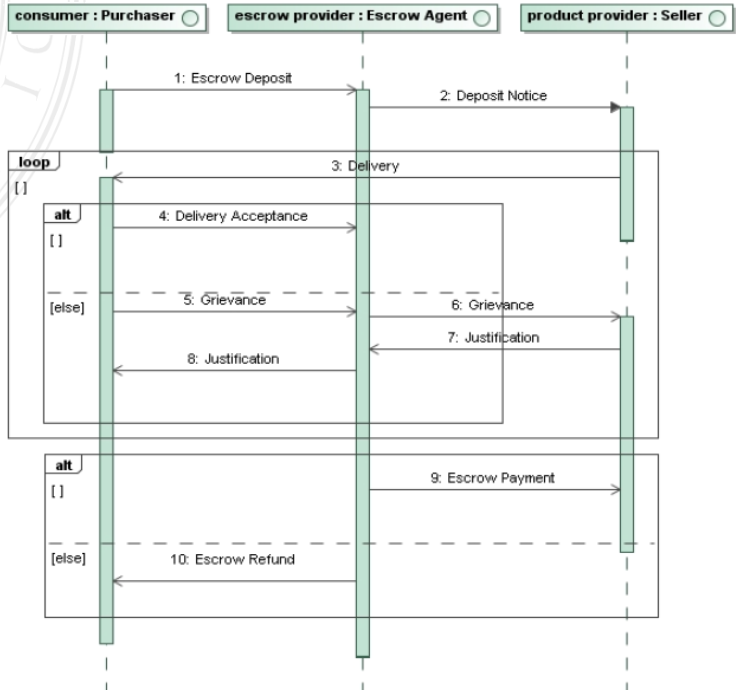 consumer : Purchaser
escrow provider : Escrow Agent
product provider : Seller
1: Escrow Deposit
2: Deposit Notice
loop
3: Delivery
[ ]
alt
4: Delivery Acceptance
[ ]
[else]
5: Grievance
6: Grievance
7: Justification
8: Justification
alt
9: Escrow Payment
[ ]
[else]
10: Escrow Refund